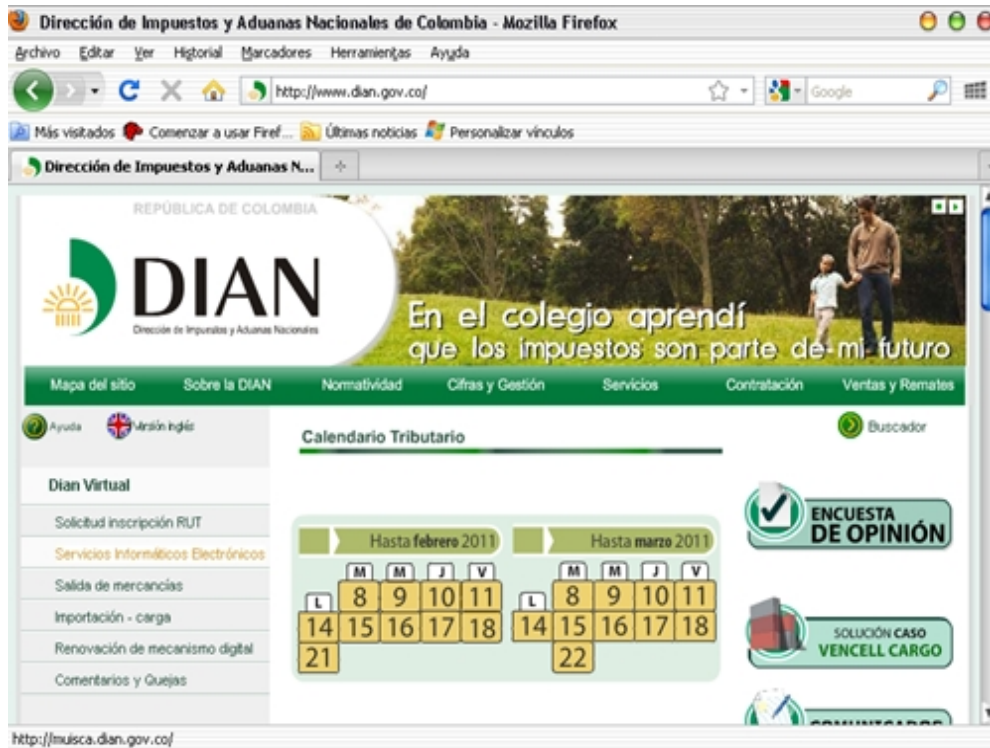 Dirección de Impuestos y Aduanas Nacionales de Colombia - Mozilla Firefox
Archivo Editar Ver Historial Marcadores Herramientas Ayuda
http://www.dian.gov.co/ Google
Más visitados Comenzar a usar Firef... Últimas noticias Personalizar vínculos
Dirección de Impuestos y Aduanas N...
REPÚBLICA DE COLOMBIA
DIAN
Dirección de Impuestos y Aduanas Nacionales
En el colegio aprendí
que los impuestos son parte de mi futuro
Mapa del sitio Sobre la DIAN Normatividad Cifras y Gestión Servicios Contratación Ventas y Remates
Ayuda Versión inglés Buscador
Calendario Tributario
Dian Virtual
Solicitud inscripción RUT
Servicios Informáticos Electrónicos
Salida de mercancías
Importación - carga
Renovación de mecanismo digital
Comentarios y Quejas
Hasta febrero 2011
M M J V
L 8 9 10 11
14 15 16 17 18
21
Hasta marzo 2011
M M J V
L 8 9 10 11
14 15 16 17 18
22
ENCUESTA
DE OPINIÓN
SOLUCIÓN CASO
VENCELL CARGO
COMUNICADOS
http://muisca.dian.gov.co/